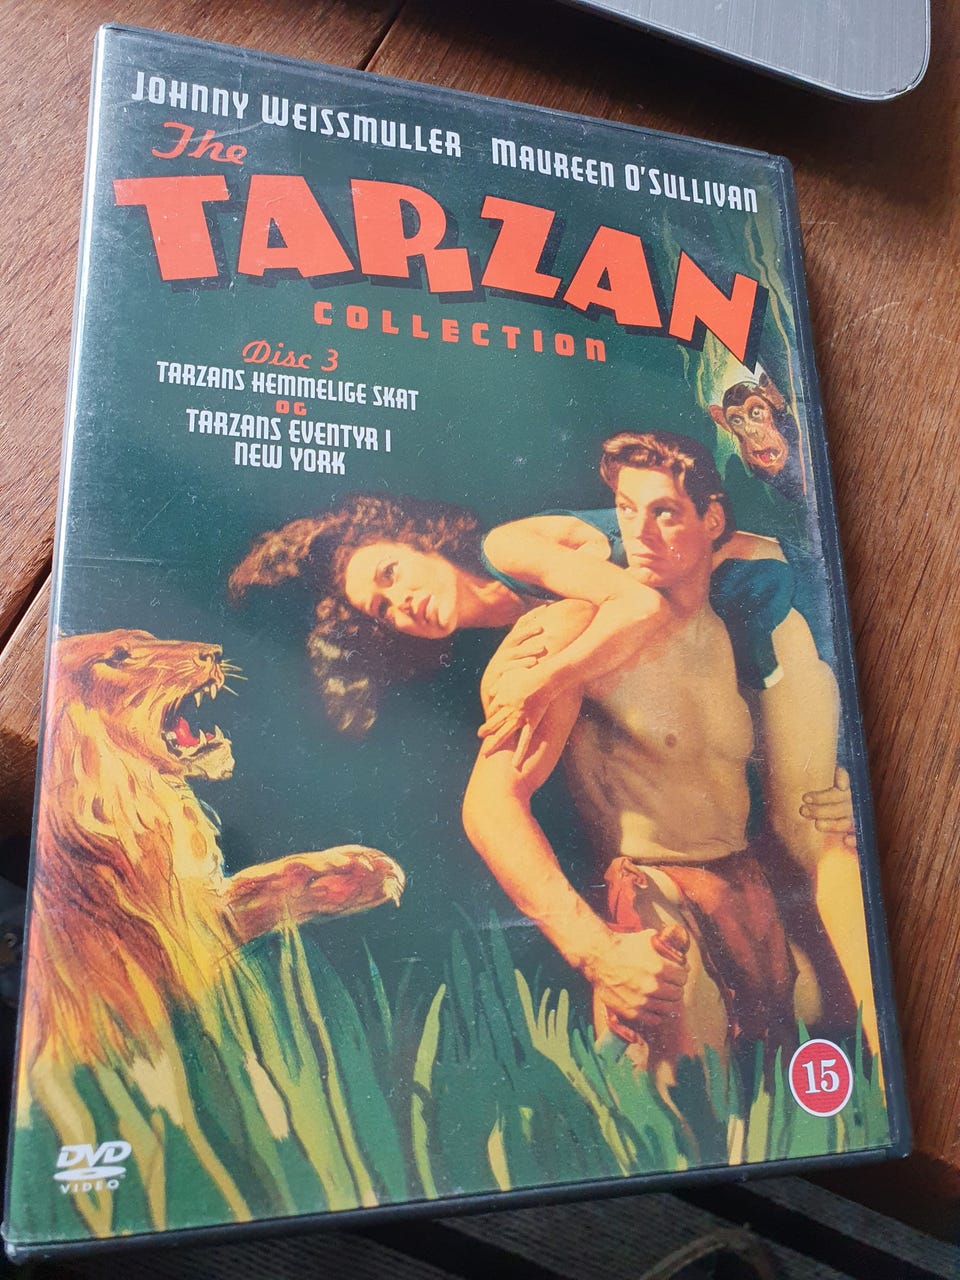 JOHNNY WEISSMULLER MAUREEN O'SULLIVAN
The
TARZAN
COLLECTION
Disc 3
TARZANS HEMMELIGE SKAT
OG
TARZANS EVENTYR I
NEW YORK
15
DVD
VIDEO